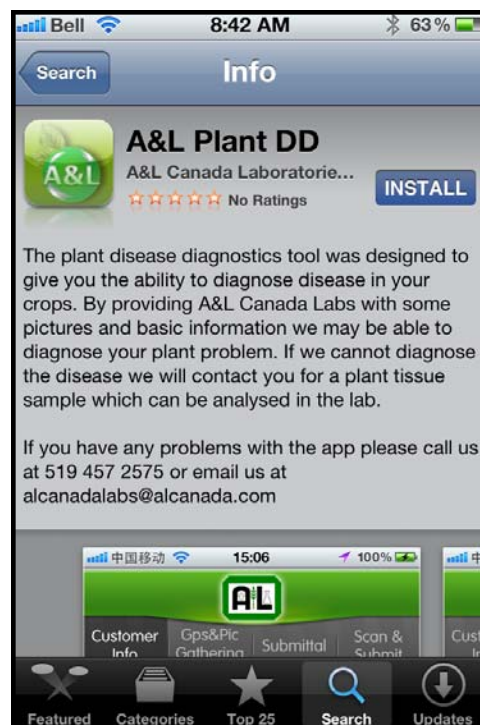 Bell 8:42 AM 63%
Search Info
A&L
A&L Plant DD
A&L Canada Laboratorie...
No Ratings
INSTALL
The plant disease diagnostics tool was designed to
give you the ability to diagnose disease in your
crops. By providing A&L Canada Labs with some
pictures and basic information we may be able to
diagnose your plant problem. If we cannot diagnose
the disease we will contact you for a plant tissue
sample which can be analysed in the lab.
If you have any problems with the app please call us
at 519 457 2575 or email us at
alcanadalabs@alcanada.com
中国移动 15:06 100%
A&L
Customer Info Gps&Pic Gathering Submittal Scan & Submit
Featured Categories Top 25 Search Updates